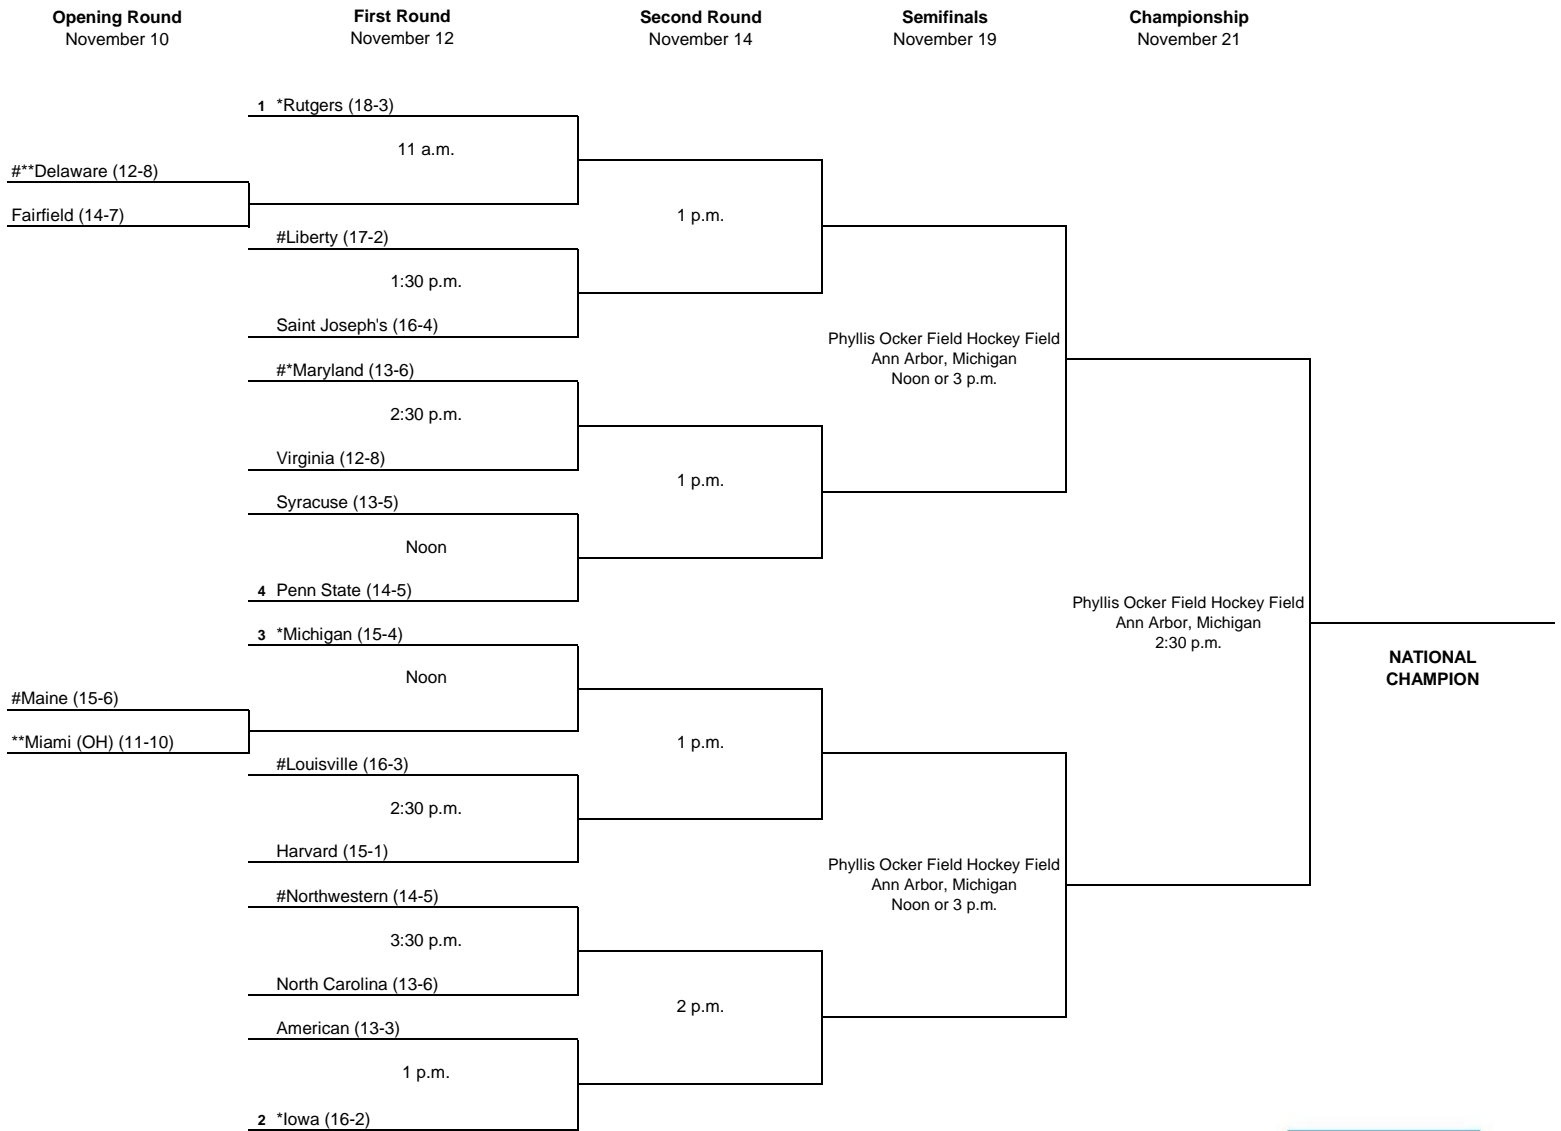 Opening Round
November 10
First Round
November 12
Second Round
November 14
Semifinals
November 19
Championship
November 21
1 *Rutgers (18-3)
11 a.m.
#**Delaware (12-8)
Fairfield (14-7)
1 p.m.
#Liberty (17-2)
1:30 p.m.
Saint Joseph's (16-4)
Phyllis Ocker Field Hockey Field
Ann Arbor, Michigan
Noon or 3 p.m.
#*Maryland (13-6)
2:30 p.m.
Virginia (12-8)
1 p.m.
Syracuse (13-5)
Noon
4 Penn State (14-5)
Phyllis Ocker Field Hockey Field
Ann Arbor, Michigan
2:30 p.m.
NATIONAL
CHAMPION
3 *Michigan (15-4)
Noon
#Maine (15-6)
**Miami (OH) (11-10)
1 p.m.
#Louisville (16-3)
2:30 p.m.
Harvard (15-1)
Phyllis Ocker Field Hockey Field
Ann Arbor, Michigan
Noon or 3 p.m.
#Northwestern (14-5)
3:30 p.m.
North Carolina (13-6)
2 p.m.
American (13-3)
1 p.m.
2 *Iowa (16-2)